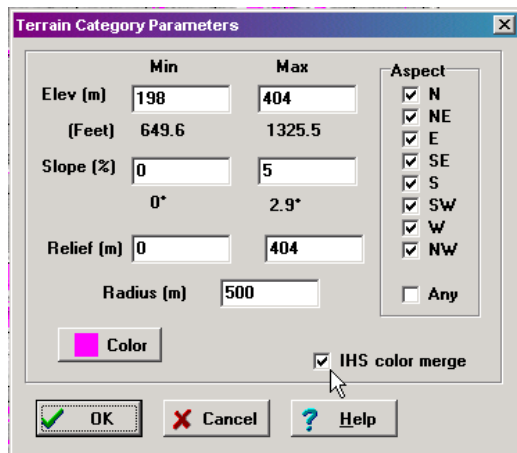 Terrain Category Parameters
Min Max Aspect
Elev (m) 198 404 N
(Feet) 649.6 1325.5 NE
E
Slope (%) 0 5 SE
S
0° 2.9° SW
W
Relief (m) 0 404 NW
Radius (m) 500 Any
Color
IHS color merge
OK Cancel ? Help